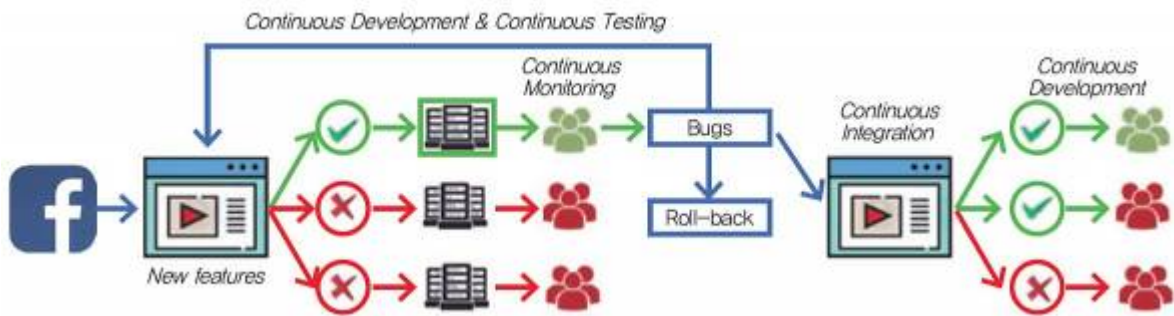 Continuous Development & Continuous Testing
Continuous
Monitoring
Continuous
Development
Continuous
Integration
Bugs
Roll-back
New features